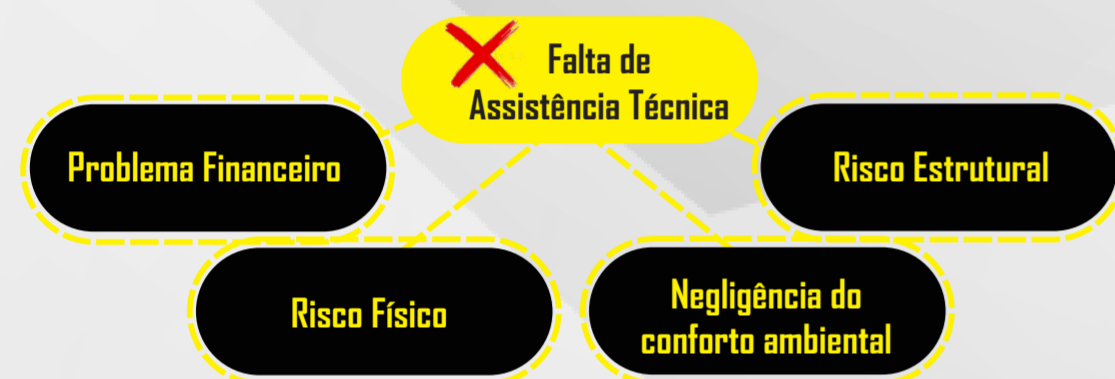 Falta de
Assistência Técnica
Problema Financeiro
Risco Estrutural
Risco Físico
Negligência do
conforto ambiental